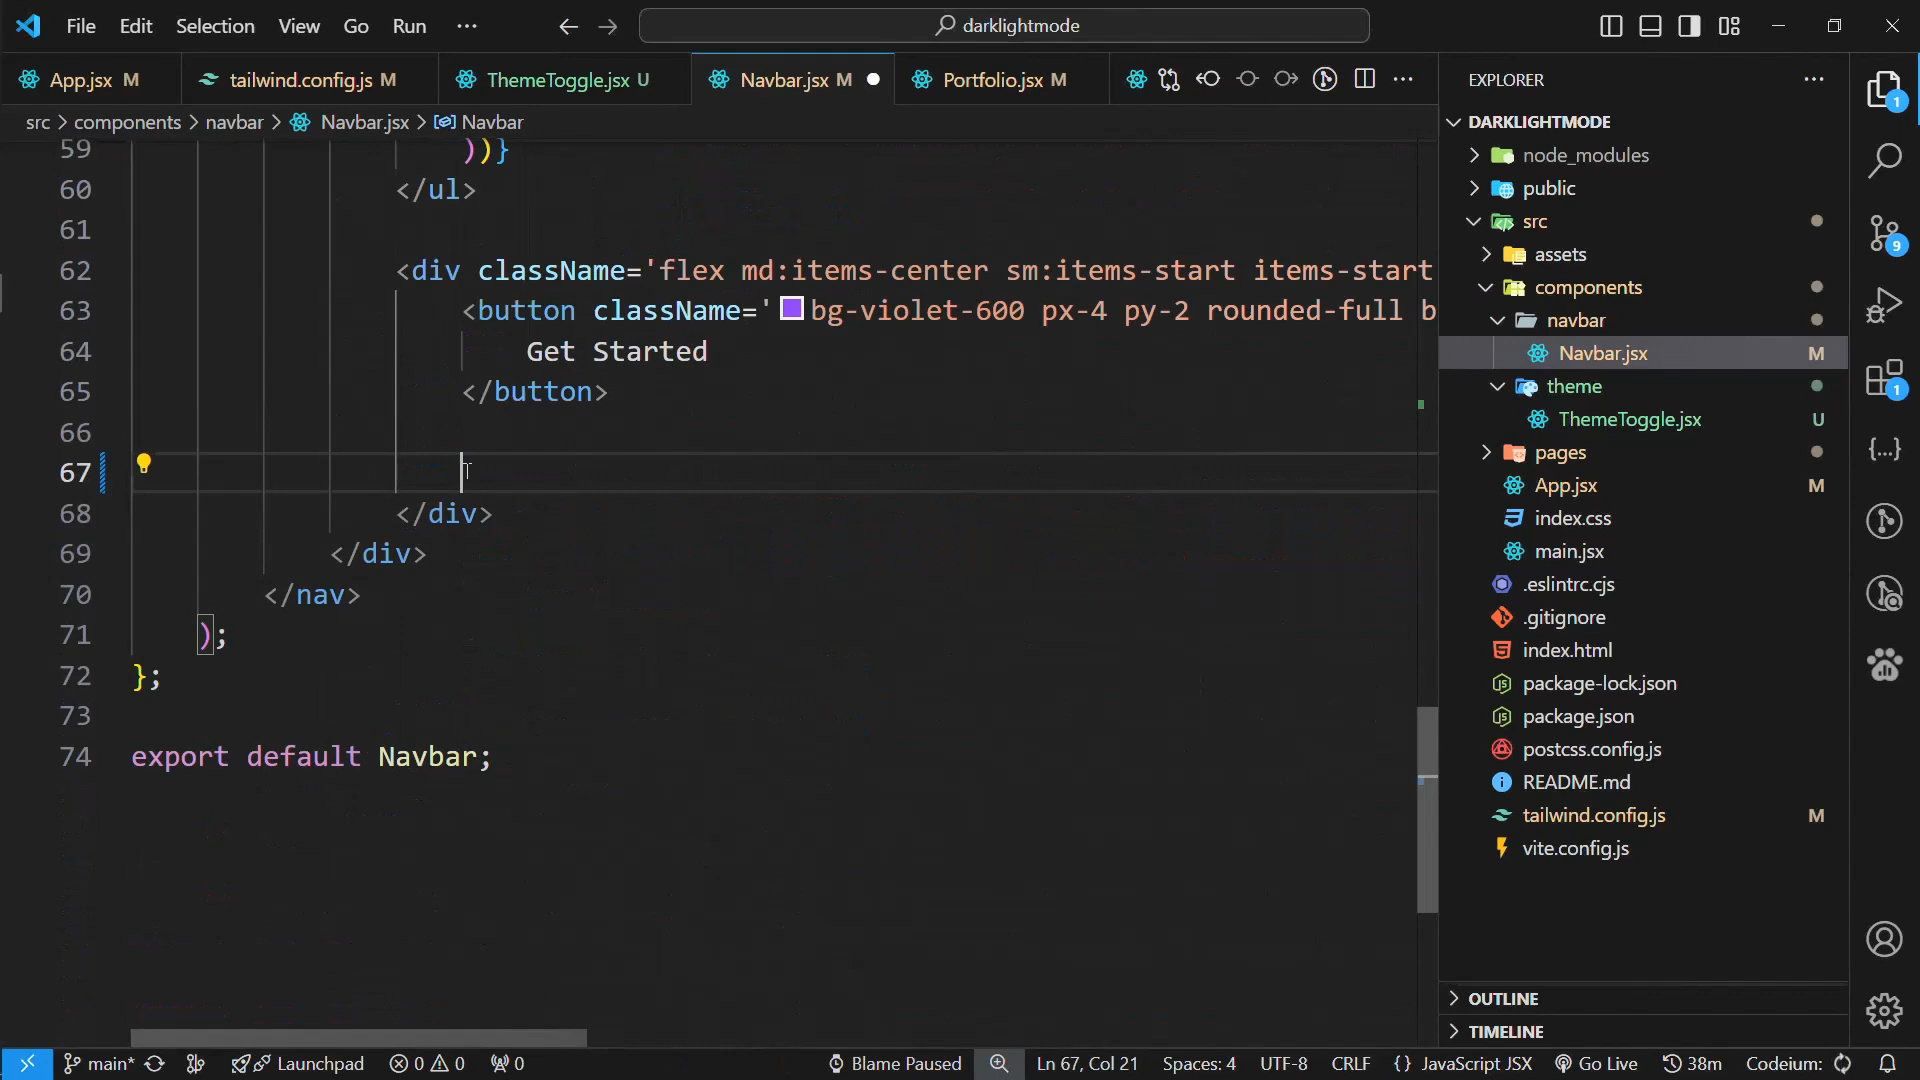 File Edit Selection View Go Run ··· darklightmode
App.jsx M tailwind.config.js M ThemeToggle.jsx U Navbar.jsx M Portfolio.jsx M
src > components > navbar > Navbar.jsx > Navbar
59 ))}
60 </ul>
61
62 <div className='flex md:items-center sm:items-start items-start
63 <button className='bg-violet-600 px-4 py-2 rounded-full b
64 Get Started
65 </button>
66
67
68 </div>
69 </div>
70 </nav>
71 );
72 };
73
74 export default Navbar;
EXPLORER
DARKLIGHTMODE
node_modules
public
src
assets
components
navbar
Navbar.jsx M
theme
ThemeToggle.jsx U
pages
App.jsx M
index.css
main.jsx
.eslintrc.cjs
.gitignore
index.html
package-lock.json
package.json
postcss.config.js
README.md
tailwind.config.js M
vite.config.js
OUTLINE
TIMELINE
1
9
1
main* Launchpad 0 0 0 Blame Paused Ln 67, Col 21 Spaces: 4 UTF-8 CRLF {} JavaScript JSX Go Live 38m Codeium: